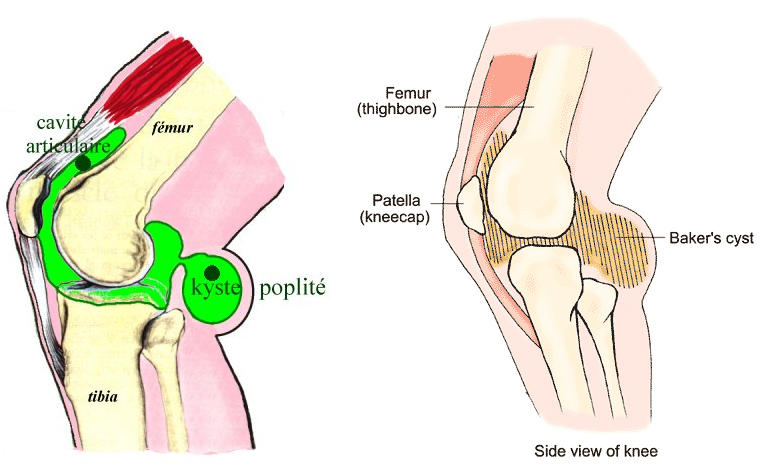 cavité
articulaire
fémur
kyste poplité
tibia
Femur
(thighbone)
Patella
(kneecap)
Baker's cyst
Side view of knee